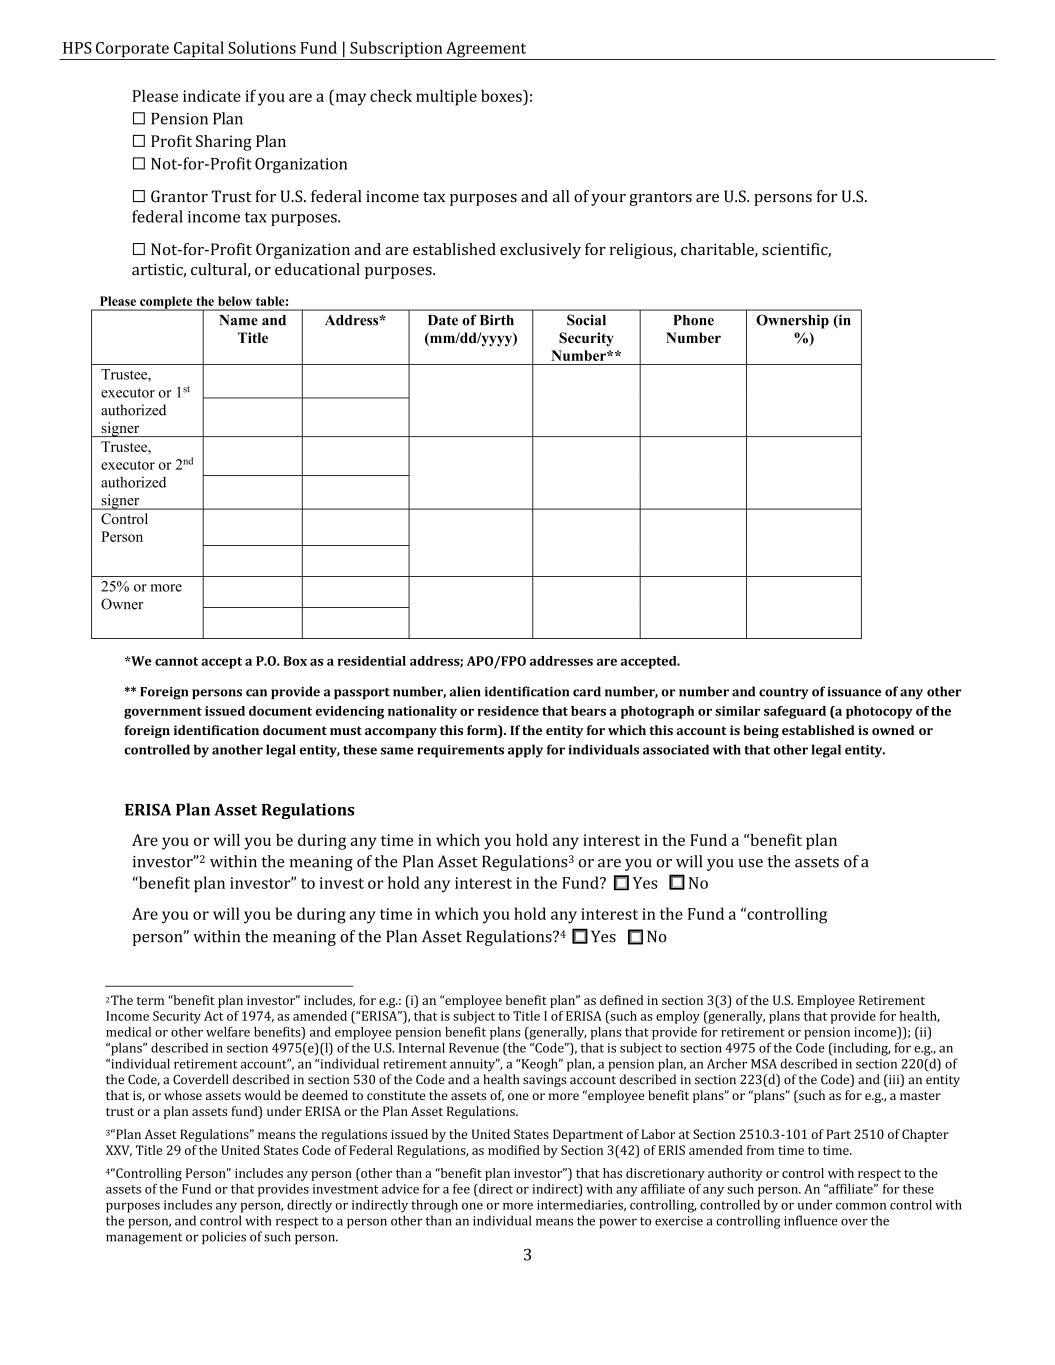 HPS Corporate Capital Solutions Fund | Subscription Agreement
Please indicate if you are a (may check multiple boxes):
☐ Pension Plan
☐ Profit Sharing Plan
☐ Not-for-Profit Organization
☐ Grantor Trust for U.S. federal income tax purposes and all of your grantors are U.S. persons for U.S.
federal income tax purposes.
☐ Not-for-Profit Organization and are established exclusively for religious, charitable, scientific,
artistic, cultural, or educational purposes.
Please complete the below table:
Name and Title
Address*
Date of Birth (mm/dd/yyyy)
Social Security Number**
Phone Number
Ownership (in %)
Trustee,
executor or 1st
authorized
signer
Trustee,
executor or 2nd
authorized
signer
Control
Person
25% or more
Owner
*We cannot accept a P.O. Box as a residential address; APO/FPO addresses are accepted.
** Foreign persons can provide a passport number, alien identification card number, or number and country of issuance of any other
government issued document evidencing nationality or residence that bears a photograph or similar safeguard (a photocopy of the
foreign identification document must accompany this form). If the entity for which this account is being established is owned or
controlled by another legal entity, these same requirements apply for individuals associated with that other legal entity.
ERISA Plan Asset Regulations
Are you or will you be during any time in which you hold any interest in the Fund a “benefit plan
investor”2 within the meaning of the Plan Asset Regulations3 or are you or will you use the assets of a
“benefit plan investor” to invest or hold any interest in the Fund? ☐ Yes ☐ No
Are you or will you be during any time in which you hold any interest in the Fund a “controlling
person” within the meaning of the Plan Asset Regulations?4 ☐ Yes ☐ No
2The term “benefit plan investor” includes, for e.g.: (i) an “employee benefit plan” as defined in section 3(3) of the U.S. Employee Retirement
Income Security Act of 1974, as amended (“ERISA”), that is subject to Title I of ERISA (such as employ (generally, plans that provide for health,
medical or other welfare benefits) and employee pension benefit plans (generally, plans that provide for retirement or pension income)); (ii)
“plans” described in section 4975(e)(l) of the U.S. Internal Revenue (the “Code”), that is subject to section 4975 of the Code (including, for e.g., an
“individual retirement account”, an “individual retirement annuity”, a “Keogh” plan, a pension plan, an Archer MSA described in section 220(d) of
the Code, a Coverdell described in section 530 of the Code and a health savings account described in section 223(d) of the Code) and (iii) an entity
that is, or whose assets would be deemed to constitute the assets of, one or more “employee benefit plans” or “plans” (such as for e.g., a master
trust or a plan assets fund) under ERISA or the Plan Asset Regulations.
3“Plan Asset Regulations” means the regulations issued by the United States Department of Labor at Section 2510.3-101 of Part 2510 of Chapter
XXV, Title 29 of the United States Code of Federal Regulations, as modified by Section 3(42) of ERIS amended from time to time.
4“Controlling Person” includes any person (other than a “benefit plan investor”) that has discretionary authority or control with respect to the
assets of the Fund or that provides investment advice for a fee (direct or indirect) with any affiliate of any such person. An “affiliate” for these
purposes includes any person, directly or indirectly through one or more intermediaries, controlling, controlled by or under common control with
the person, and control with respect to a person other than an individual means the power to exercise a controlling influence over the
management or policies of such person.
3